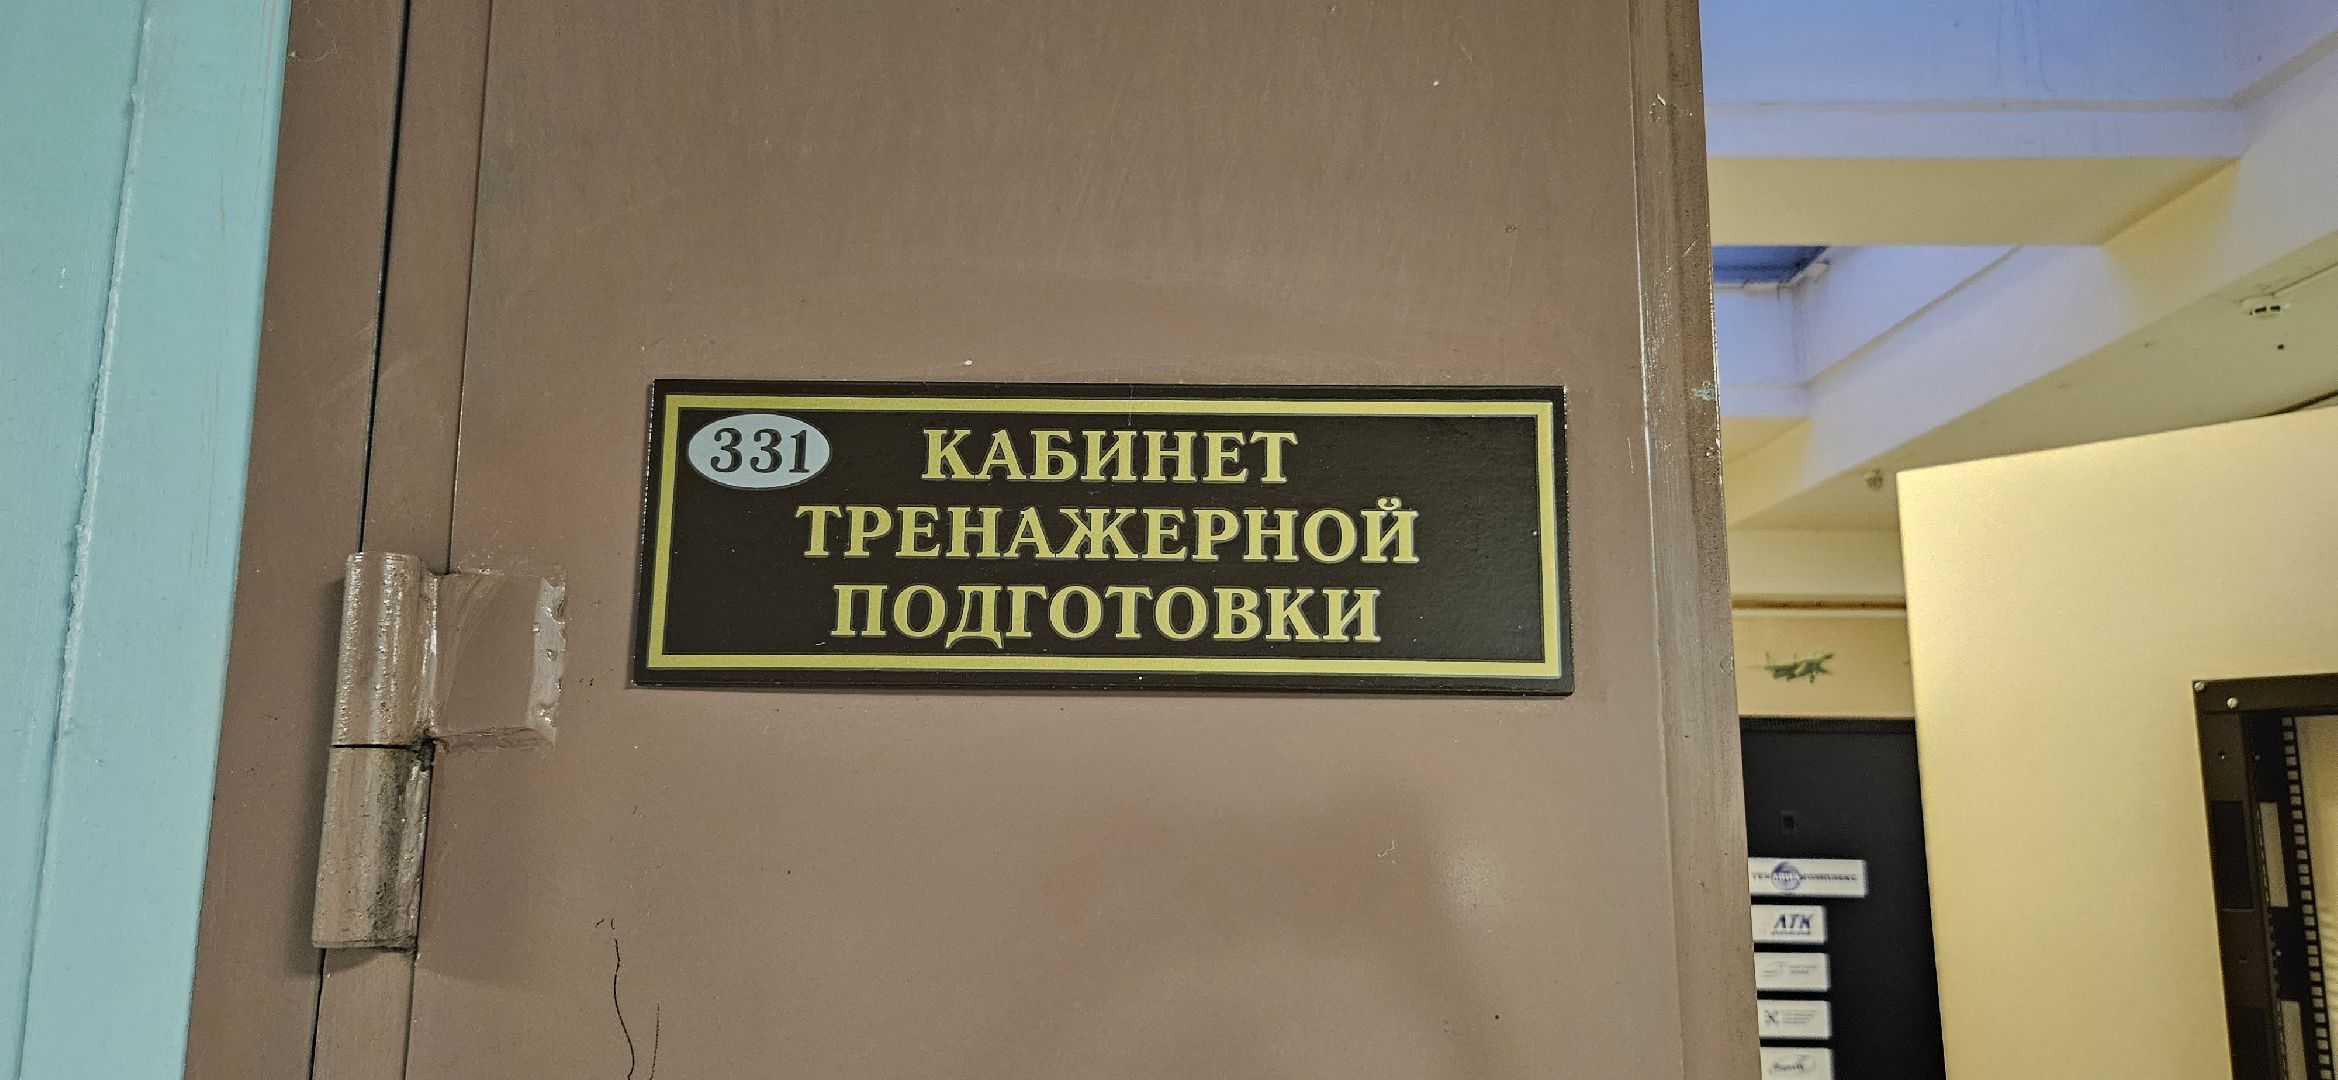 331
КАБИНЕТ
ТРЕНАЖЕРНОЙ
ПОДГОТОВКИ
АТК